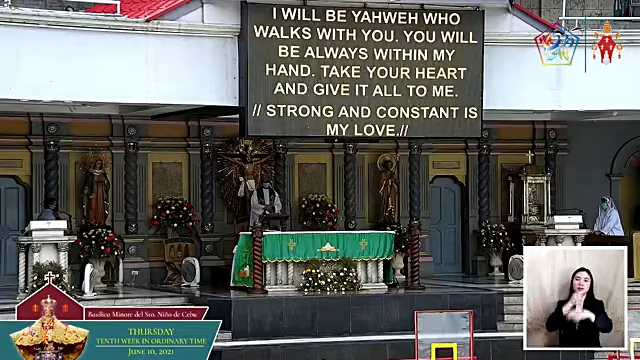 I WILL BE YAHWEH WHO
WALKS WITH YOU. YOU WILL
BE ALWAYS WITHIN MY
HAND. TAKE YOUR HEART
AND GIVE IT ALL TO ME.
// STRONG AND CONSTANT IS
MY LOVE.//
Basilica Minore del Sto. Niño de Cebu
THURSDAY
TENTH WEEK IN ORDINARY TIME
JUNE 10, 2021